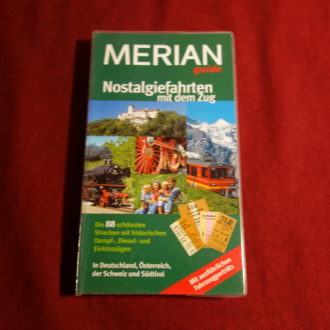 MERIAN
guide
Nostalgiefahrten
mit dem Zug
Die 88 schönsten
Strecken mit historischen
Dampf-, Diesel- und
Elektrozügen
In Deutschland, Österreich,
der Schweiz und Südtirol
Mit ausführlichen
Fahrzeugporträts